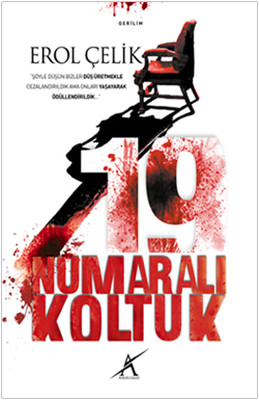 GERİLİM
EROL ÇELİK
"ŞÖYLE DÜŞÜN BİZLER DÜŞ ÜRETMEKLE
CEZALANDIRILDIK AMA ONLARI YAŞAYARAK
ÖDÜLLENDİRİLDİK..."
19
NUMARALI
KOLTUK